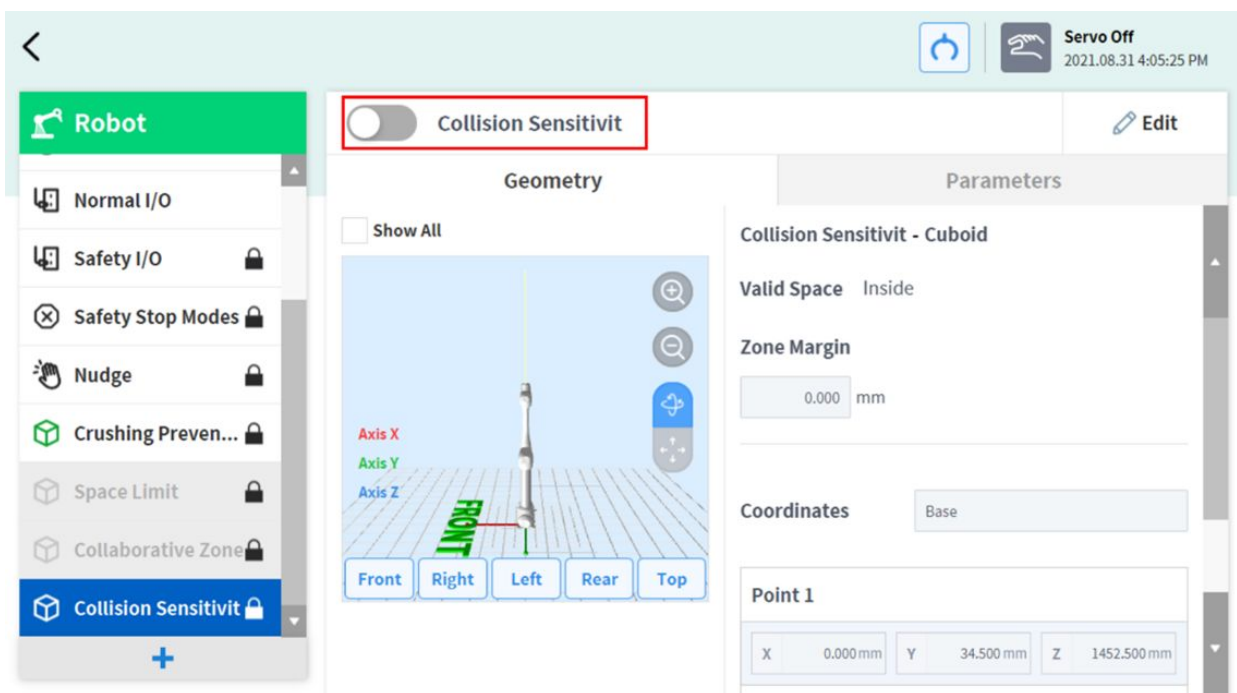 Servo Off
2021.08.31 4:05:25 PM
Robot
Normal I/O
Safety I/O
Safety Stop Modes
Nudge
Crushing Preven...
Space Limit
Collaborative Zone
Collision Sensitivit
+
Collision Sensitivit
Edit
Geometry
Parameters
Show All
Axis X
Axis Y
Axis Z
FRONT
Front Right Left Rear Top
Collision Sensitivit - Cuboid
Valid Space Inside
Zone Margin
0.000 mm
Coordinates Base
Point 1
X 0.000 mm Y 34.500 mm Z 1452.500 mm